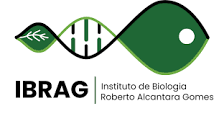 IBRAG
Instituto de Biologia
Roberto Alcantara Gomes